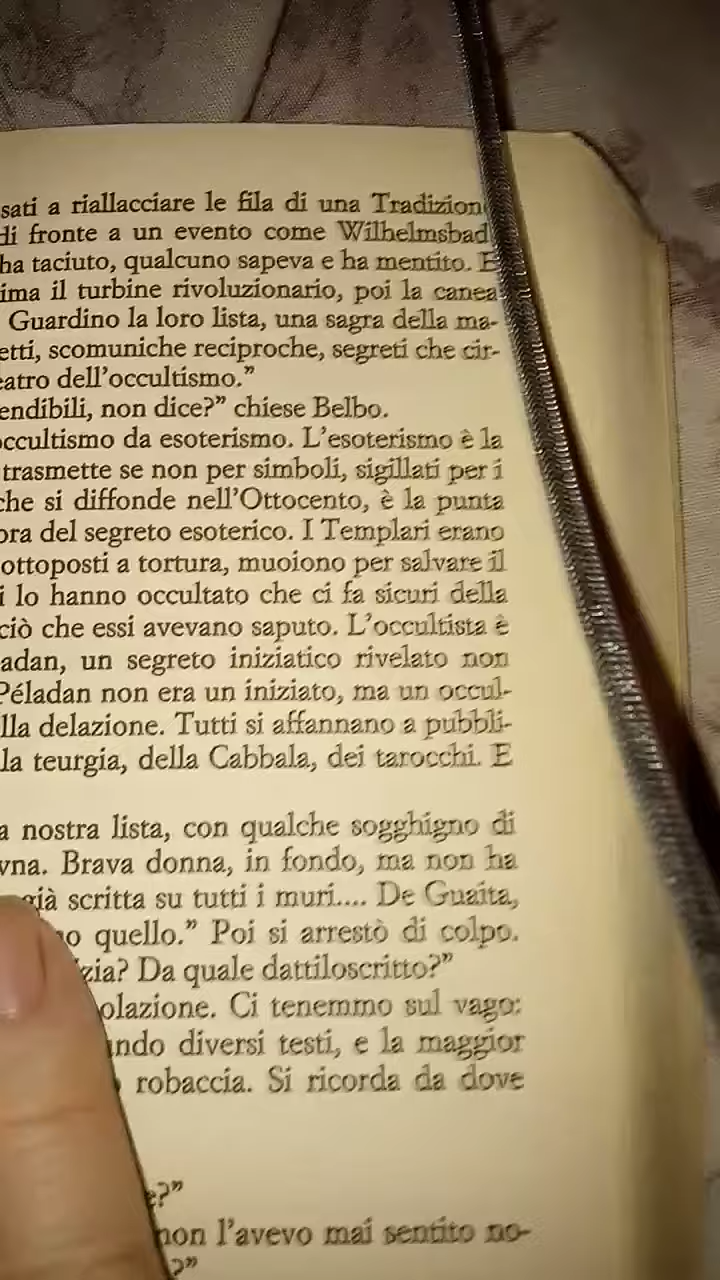 sati a riallacciare le fila di una Tradizion
di fronte a un evento come Wilhelmsbad
ha taciuto, qualcuno sapeva e ha mentito. E
ima il turbine rivoluzionario, poi la canea
Guardino la loro lista, una sagra della ma-
etti, scomuniche reciproche, segreti che cir-
eatro dell'occultismo.”
endibili, non dice?” chiese Belbo.
occultismo da esoterismo. L'esoterismo è la
trasmette se non per simboli, sigillati per i
che si diffonde nell'Ottocento, è la punta
ora del segreto esoterico. I Templari erano
ottoposti a tortura, muoiono per salvare il
i lo hanno occultato che ci fa sicuri della
ciò che essi avevano saputo. L'occultista è
adan, un segreto iniziatico rivelato non
Péladan non era un iniziato, ma un occul-
lla delazione. Tutti si affannano a pubbli-
la teurgia, della Cabbala, dei tarocchi. E
a nostra lista, con qualche sogghigno di
vna. Brava donna, in fondo, ma non ha
già scritta su tutti i muri.... De Guaita,
no quello.” Poi si arrestò di colpo.
zia? Da quale dattiloscritto?”
olazione. Ci tenemmo sul vago:
ndo diversi testi, e la maggior
robaccia. Si ricorda da dove
e?”
non l'avevo mai sentito no-
?”